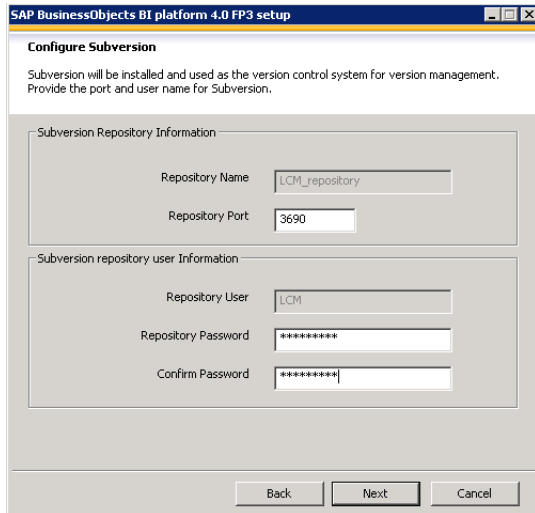 SAP BusinessObjects BI platform 4.0 FP3 setup
Configure Subversion
Subversion will be installed and used as the version control system for version management.
Provide the port and user name for Subversion.
Subversion Repository Information
Repository Name LCM_repository
Repository Port 3690
Subversion repository user Information
Repository User LCM
Repository Password *********
Confirm Password *********
Back Next Cancel